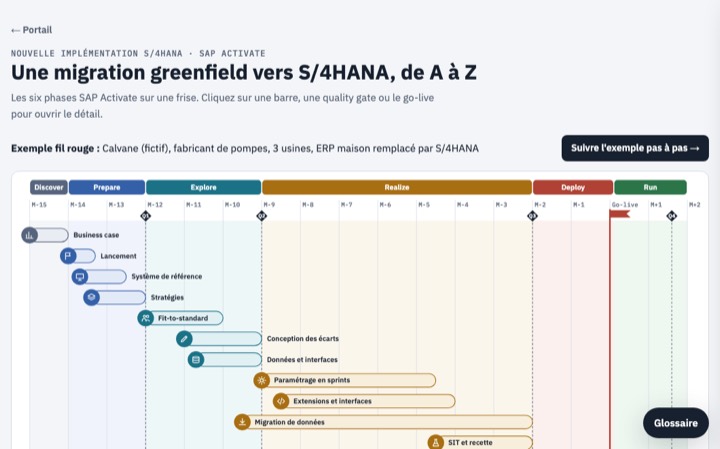 ← Portail
NOUVELLE IMPLÉMENTATION S/4HANA · SAP ACTIVATE
Une migration greenfield vers S/4HANA, de A à Z
Les six phases SAP Activate sur une frise. Cliquez sur une barre, une quality gate ou le go-live
pour ouvrir le détail.
Exemple fil rouge : Calvane (fictif), fabricant de pompes, 3 usines, ERP maison remplacé par S/4HANA
Suivre l'exemple pas à pas →
Discover Prepare Explore Realize Deploy Run
M-15 M-14 M-13 M-12 M-11 M-10 M-9 M-8 M-7 M-6 M-5 M-4 M-3 M-2 M-1 Go-live M+1 M+2
Q1 Q2 Q3 Q4
Business case
Lancement
Système de référence
Stratégies
Fit-to-standard
Conception des écarts
Données et interfaces
Paramétrage en sprints
Extensions et interfaces
Migration de données
SIT et recette
Glossaire